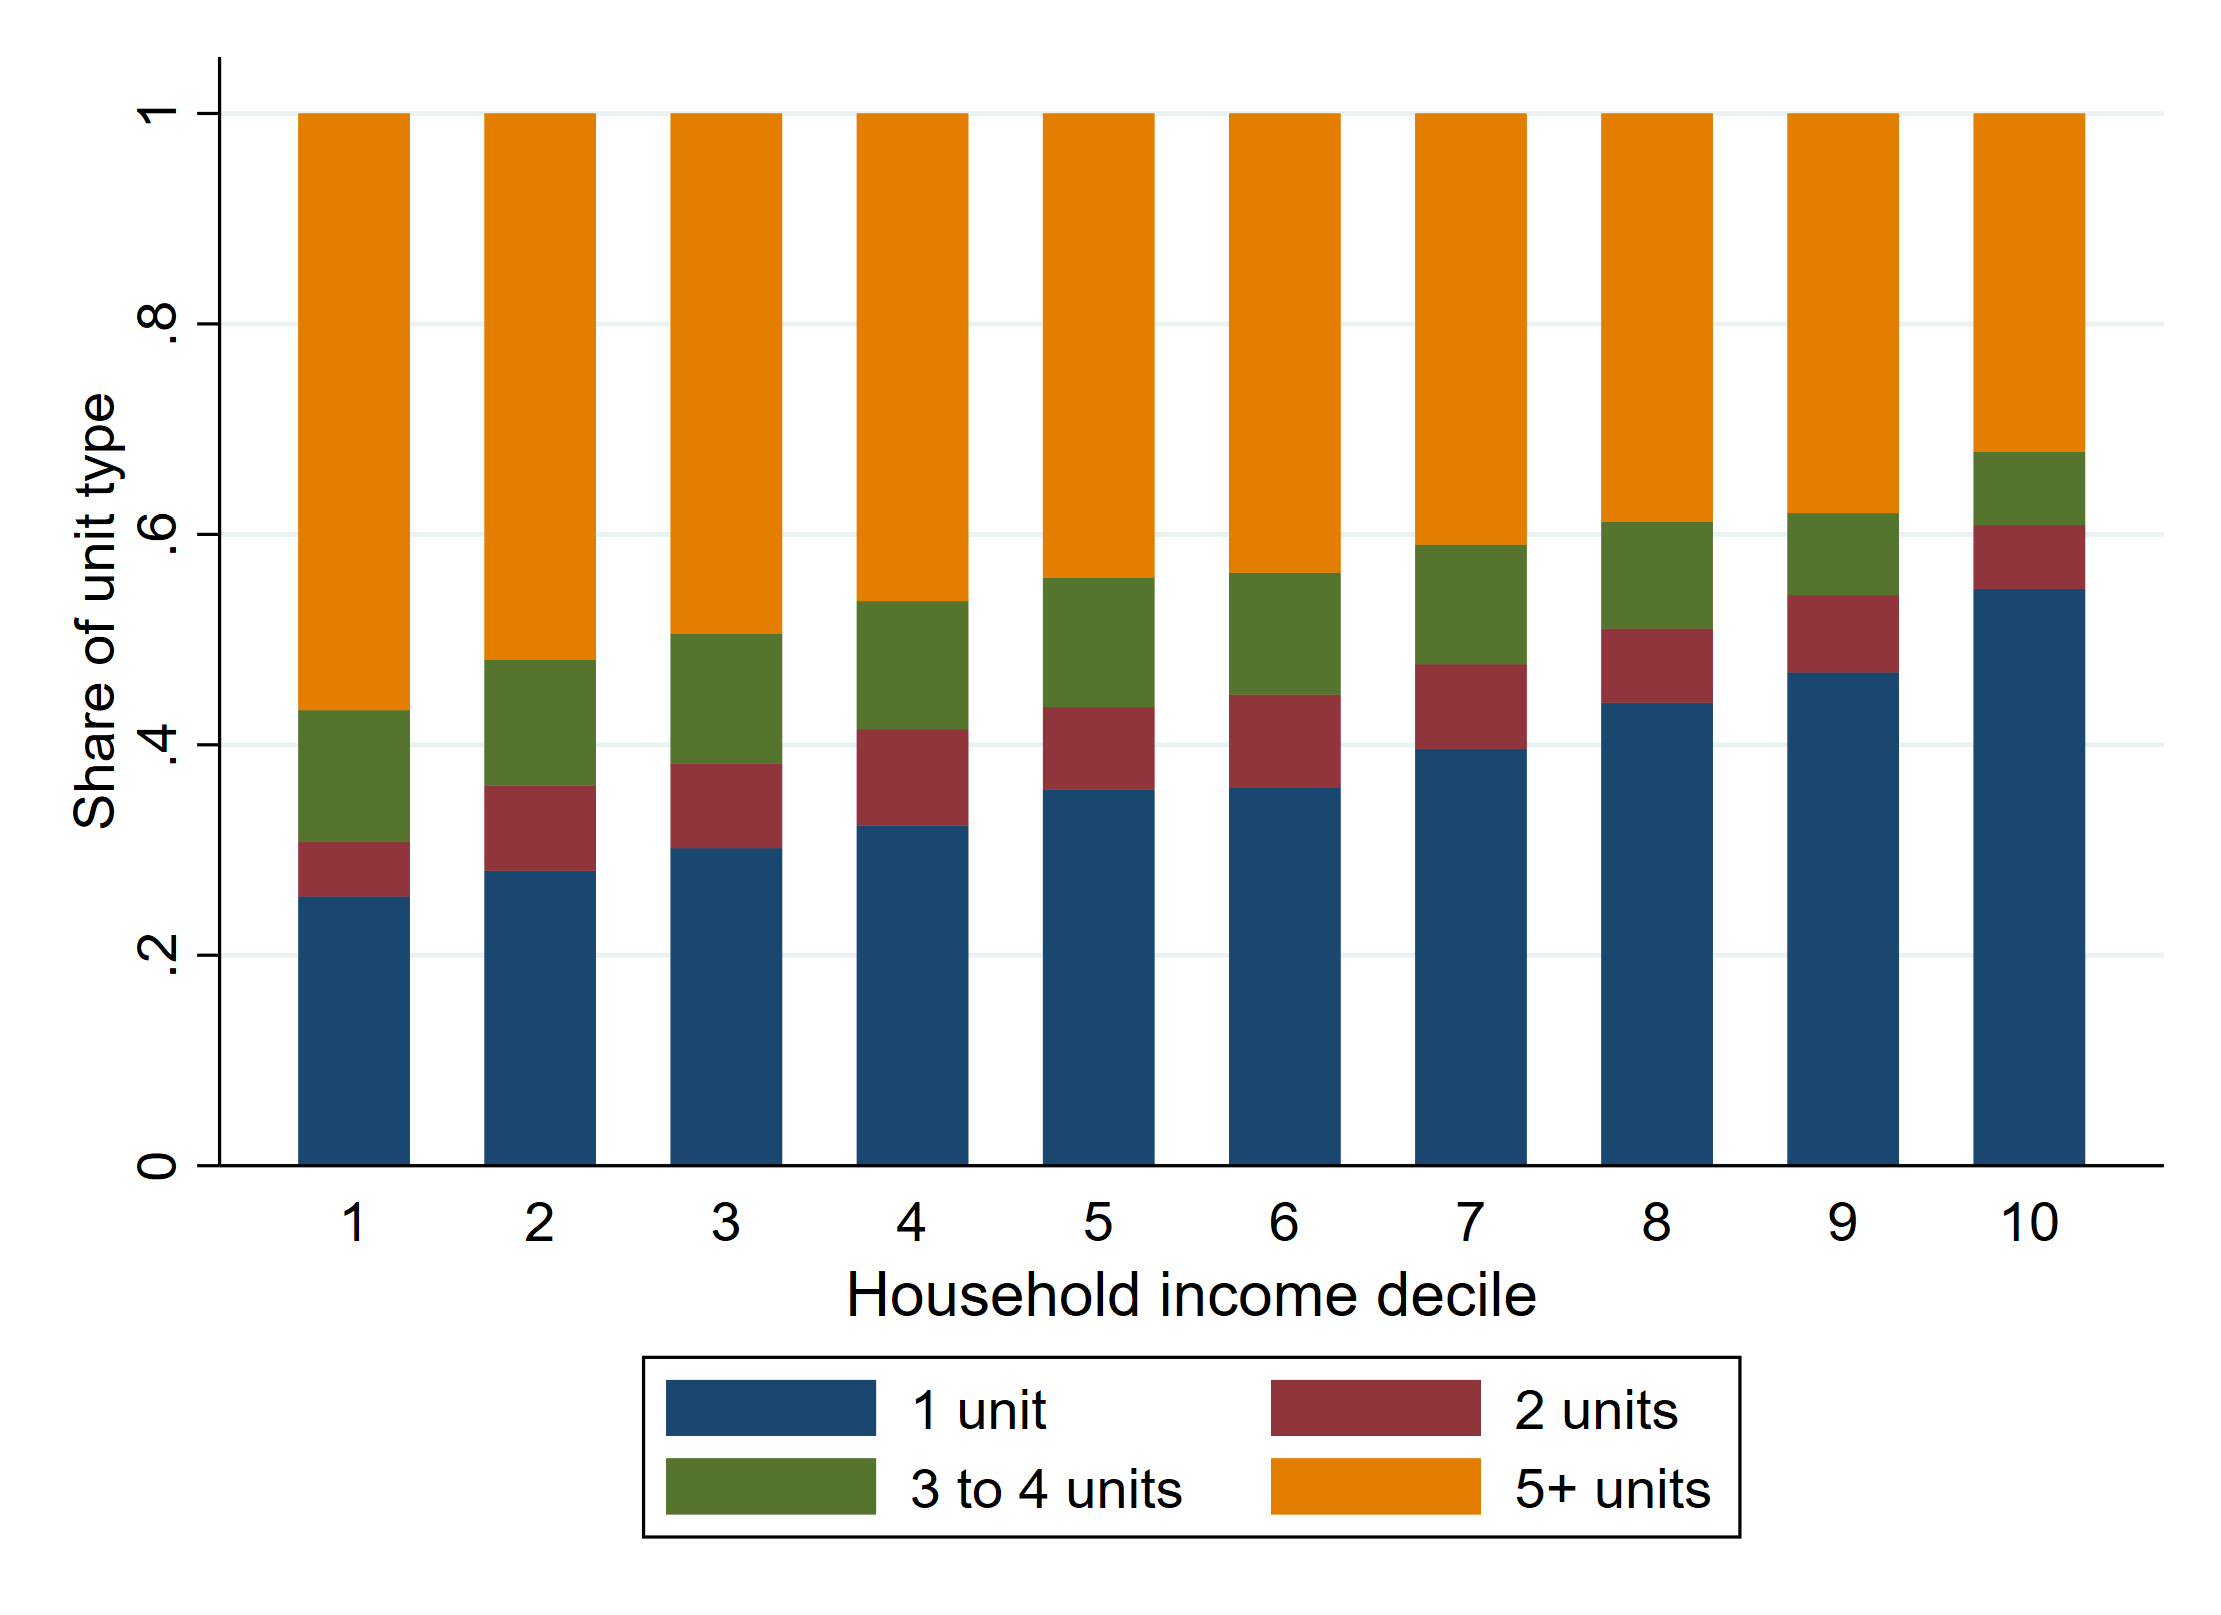 Share of unit type
1
.8
.6
.4
.2
0
1 2 3 4 5 6 7 8 9 10
Household income decile
1 unit 2 units
3 to 4 units 5+ units